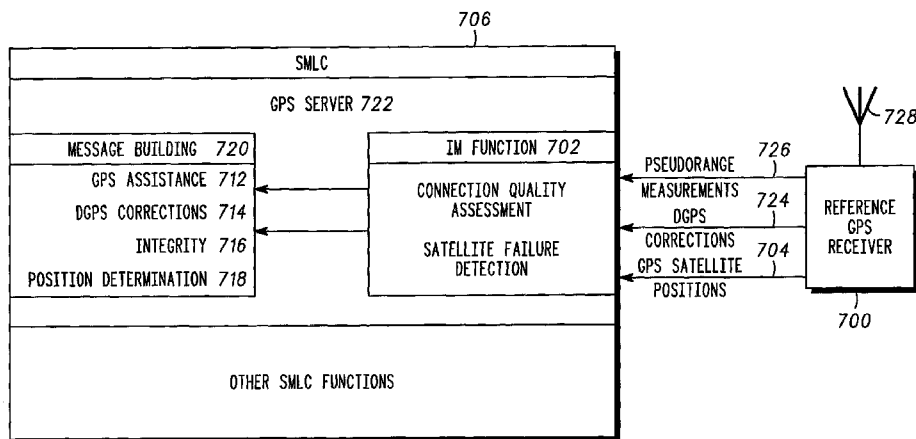 706
SMLC
GPS SERVER 722
MESSAGE BUILDING 720
GPS ASSISTANCE 712
DGPS CORRECTIONS 714
INTEGRITY 716
POSITION DETERMINATION 718
IM FUNCTION 702
CONNECTION QUALITY
ASSESSMENT
SATELLITE FAILURE
DETECTION
PSEUDORANGE 726
MEASUREMENTS
DGPS 724
CORRECTIONS
GPS SATELLITE 704
POSITIONS
728
REFERENCE
GPS
RECEIVER
700
OTHER SMLC FUNCTIONS